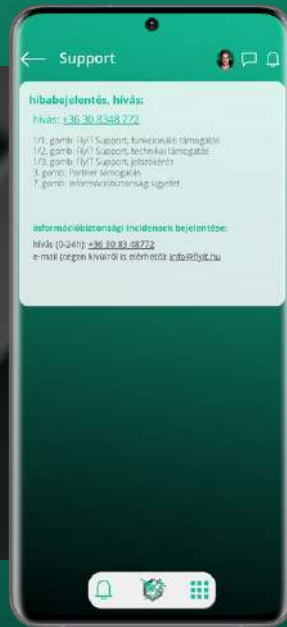 Support
hibabejelentés, hívás:
hívás: +36 30 8348 772
1/1. gomb: FlyIT Support, funkcionális támogatás
1/2. gomb: FlyIT Support, technikai támogatás
1/3. gomb: FlyIT Support, jelszókérés
3. gomb: Partner támogatás
7. gomb: információbiztonsági ügyelet
információbiztonsági incidensek bejelentése:
hívás (0-24h): +36 30 83 48772
e-mail (cégen kívülről is elérhető): info@flyit.hu